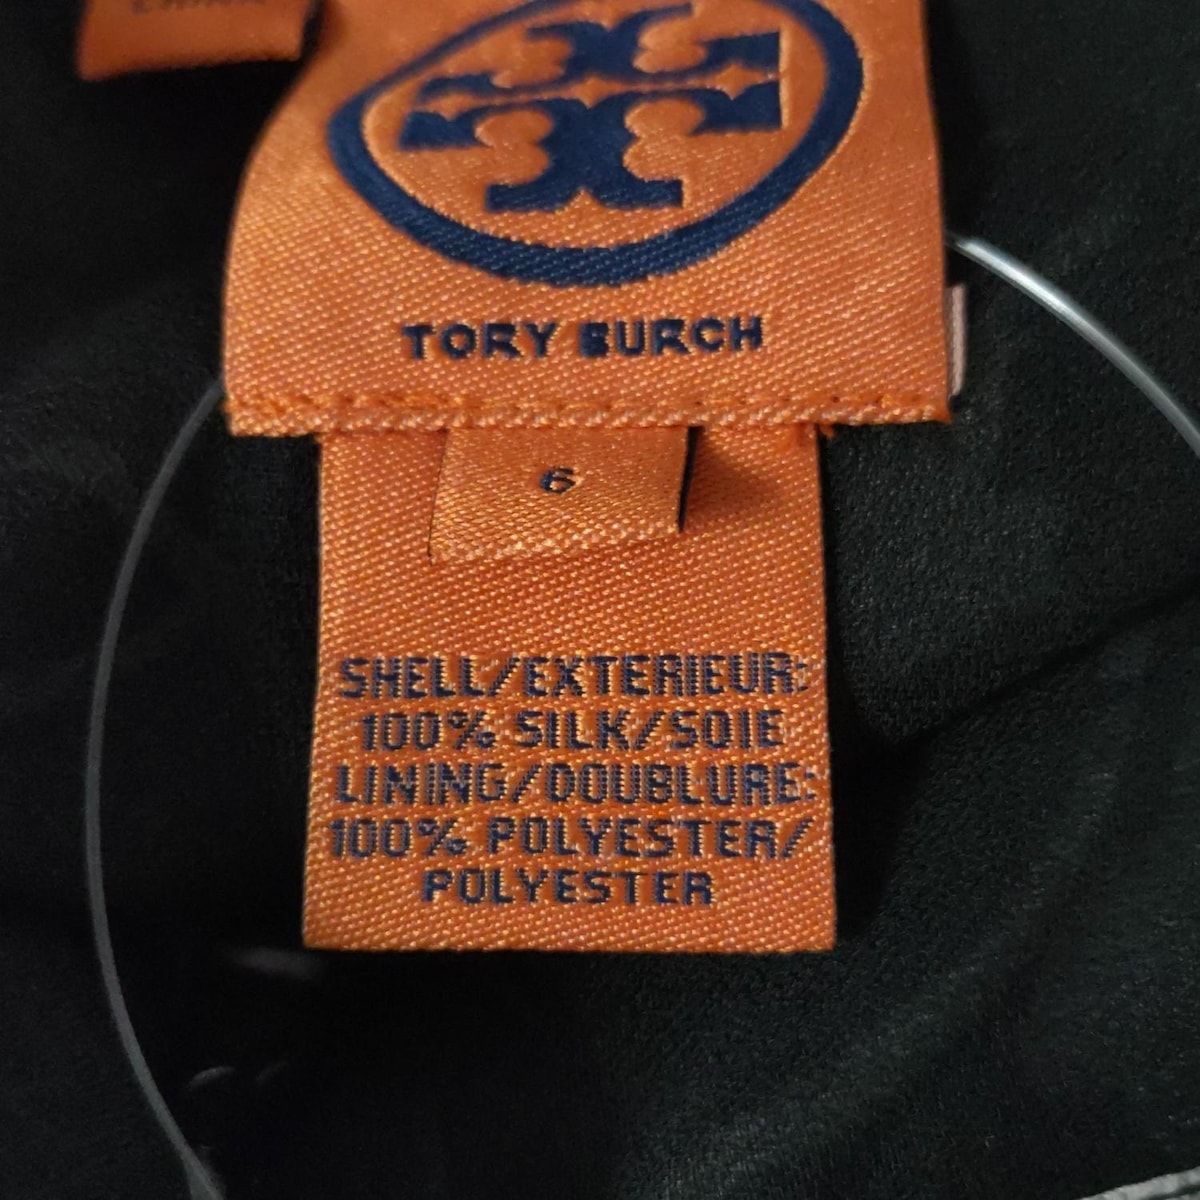 TORY BURCH
6
SHELL/EXTERIEUR:
100% SILK/SOIE
LINING/DOUBLURE:
100% POLYESTER/
POLYESTER